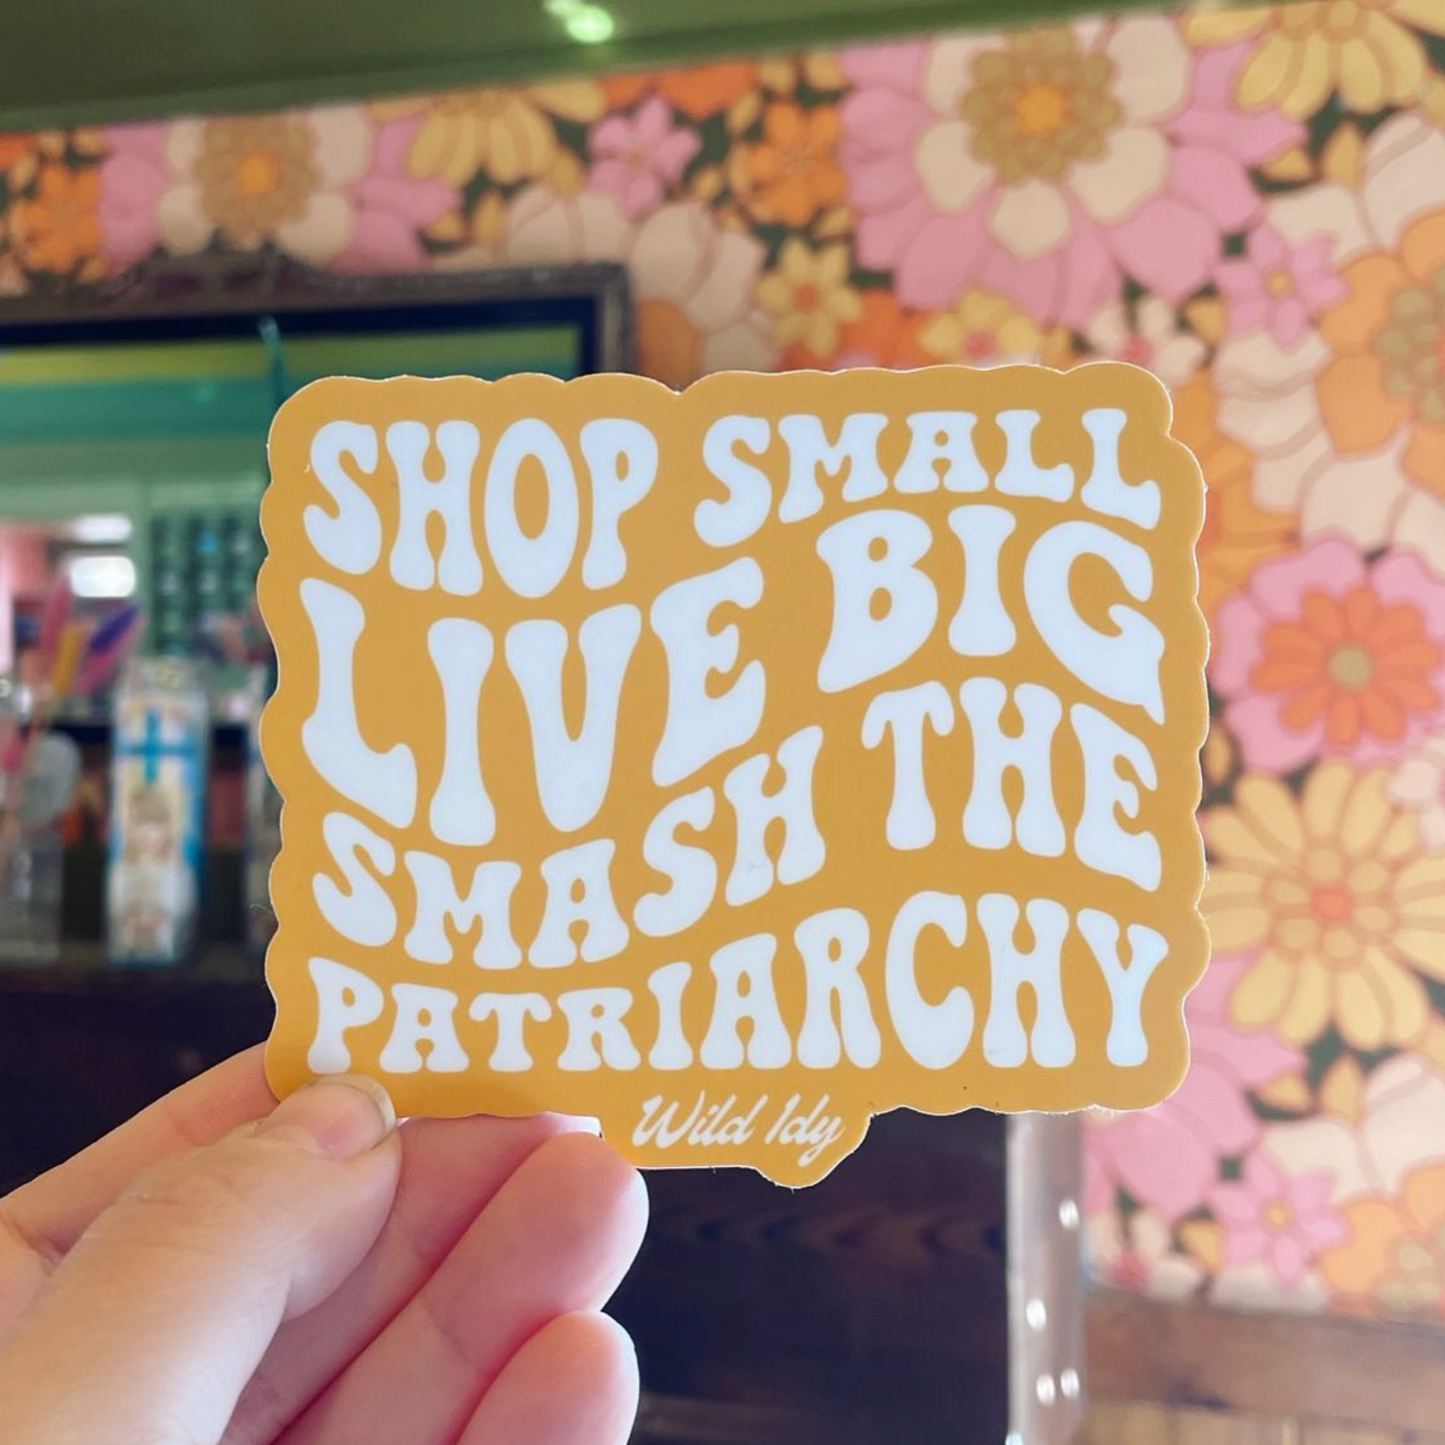 SHOP SMALL
LIVE BIG
SMASH THE
PATRIARCHY
Wild Idy